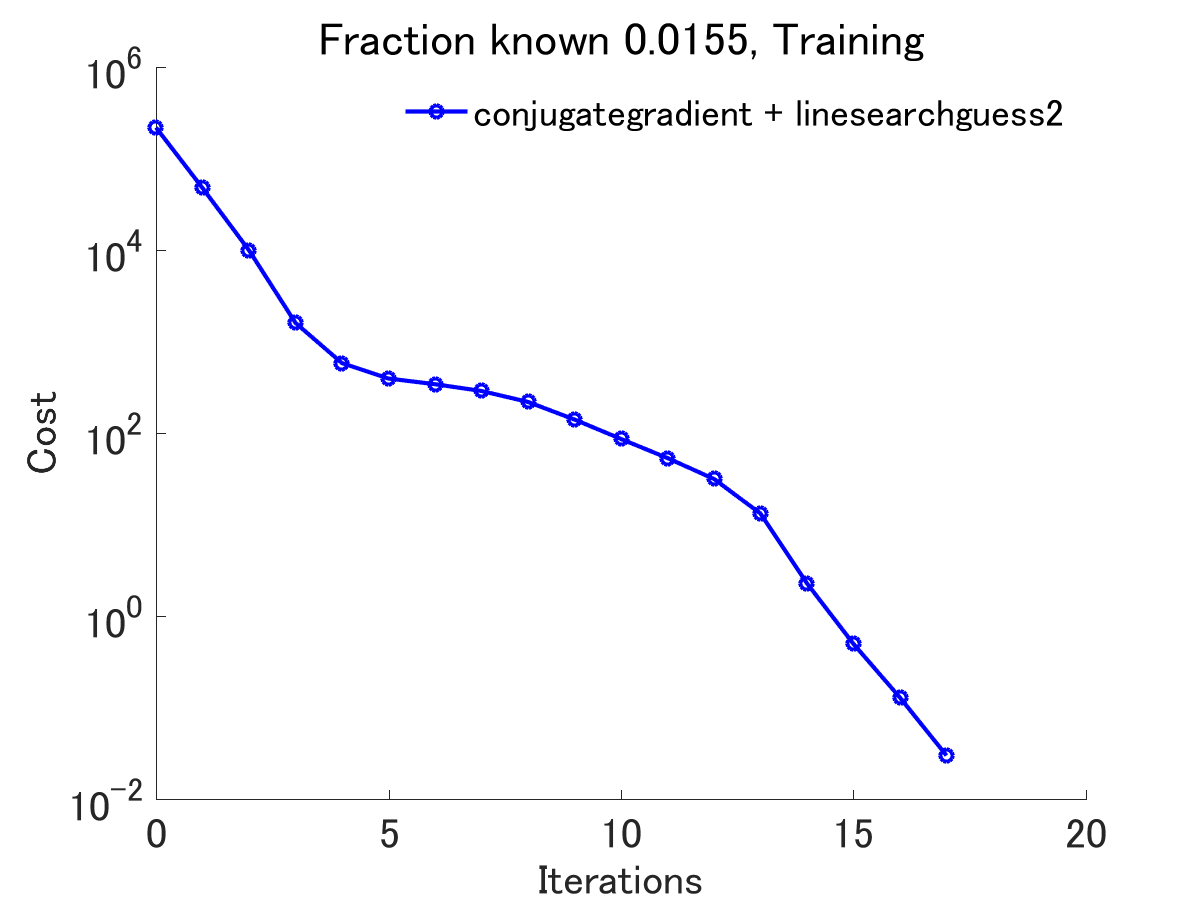 Fraction known 0.0155, Training
conjugategradient + linesearchguess2
10^6
10^4
10^2
10^0
10^-2
Cost
0 5 10 15 20
Iterations